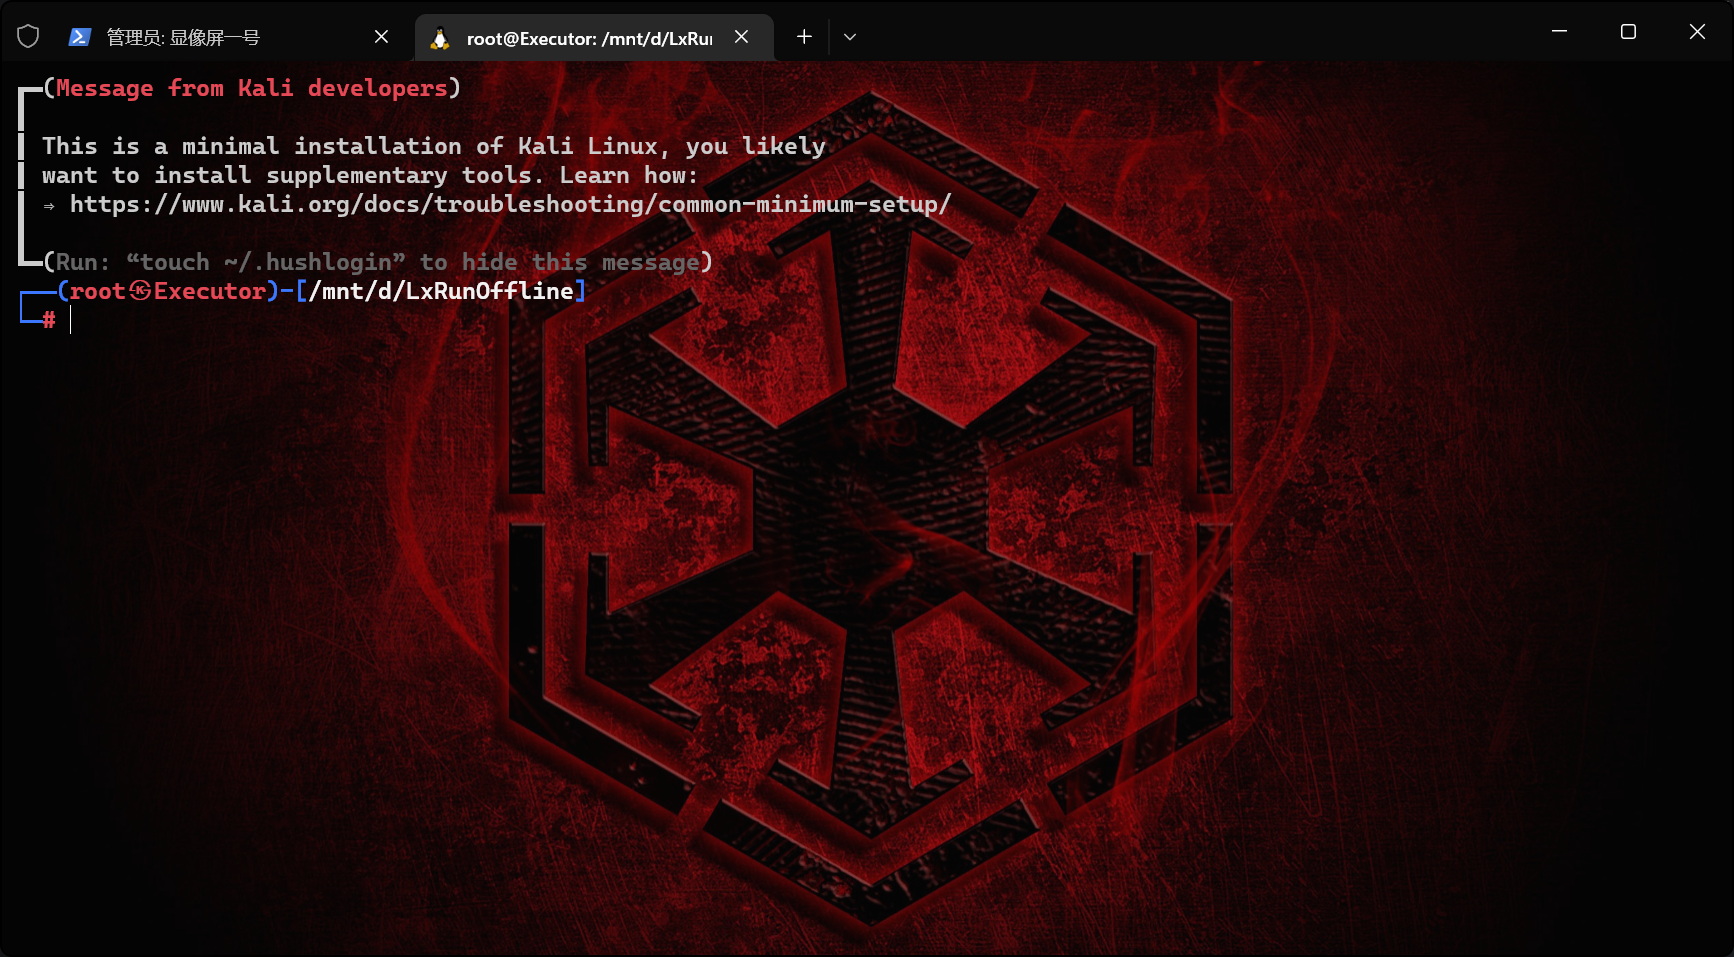 管理员: 显像屏一号
root@Executor: /mnt/d/LxRun
(Message from Kali developers)
This is a minimal installation of Kali Linux, you likely
want to install supplementary tools. Learn how:
⇒ https://www.kali.org/docs/troubleshooting/common-minimum-setup/
(Run: “touch ~/.hushlogin” to hide this message)
(root㉿Executor)-[/mnt/d/LxRunOffline]
#